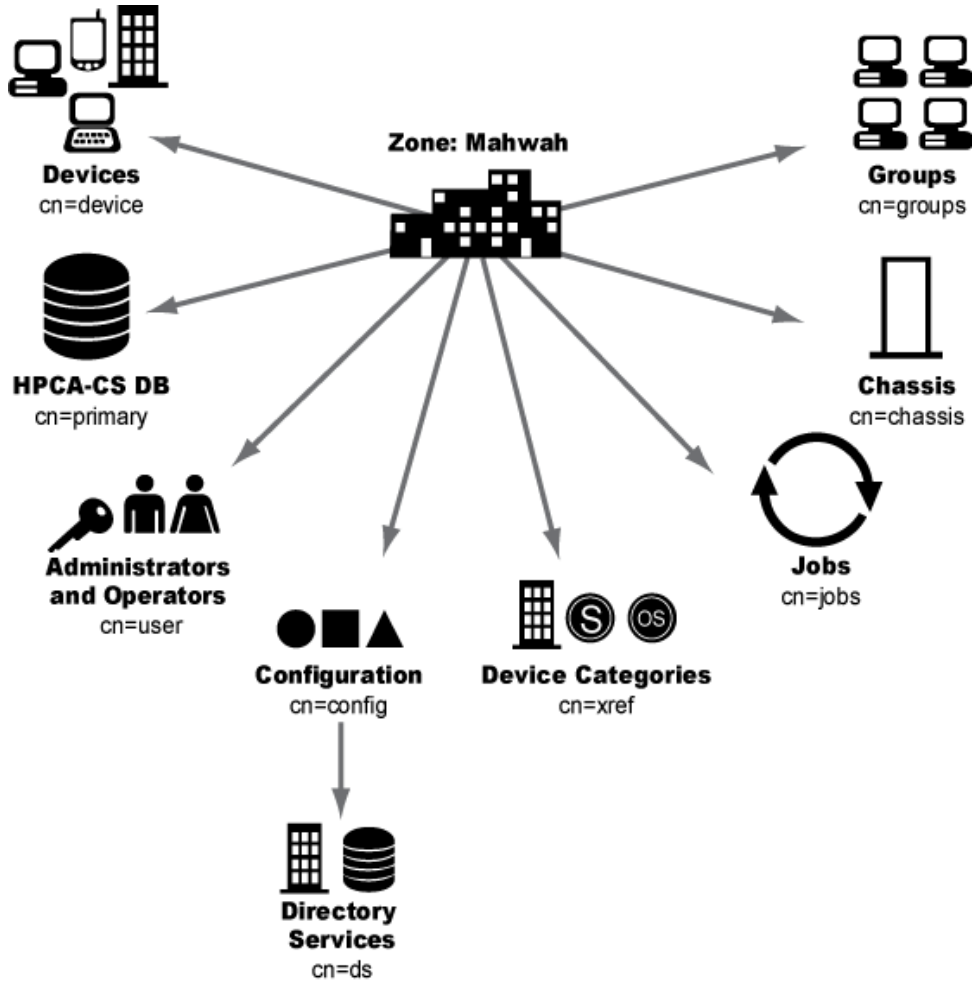 Zone: Mahwah
Devices
cn=device
Groups
cn=groups
HPCA-CS DB
cn=primary
Chassis
cn=chassis
Administrators
and Operators
cn=user
Jobs
cn=jobs
S
OS
Configuration
cn=config
Device Categories
cn=xref
Directory
Services
cn=ds